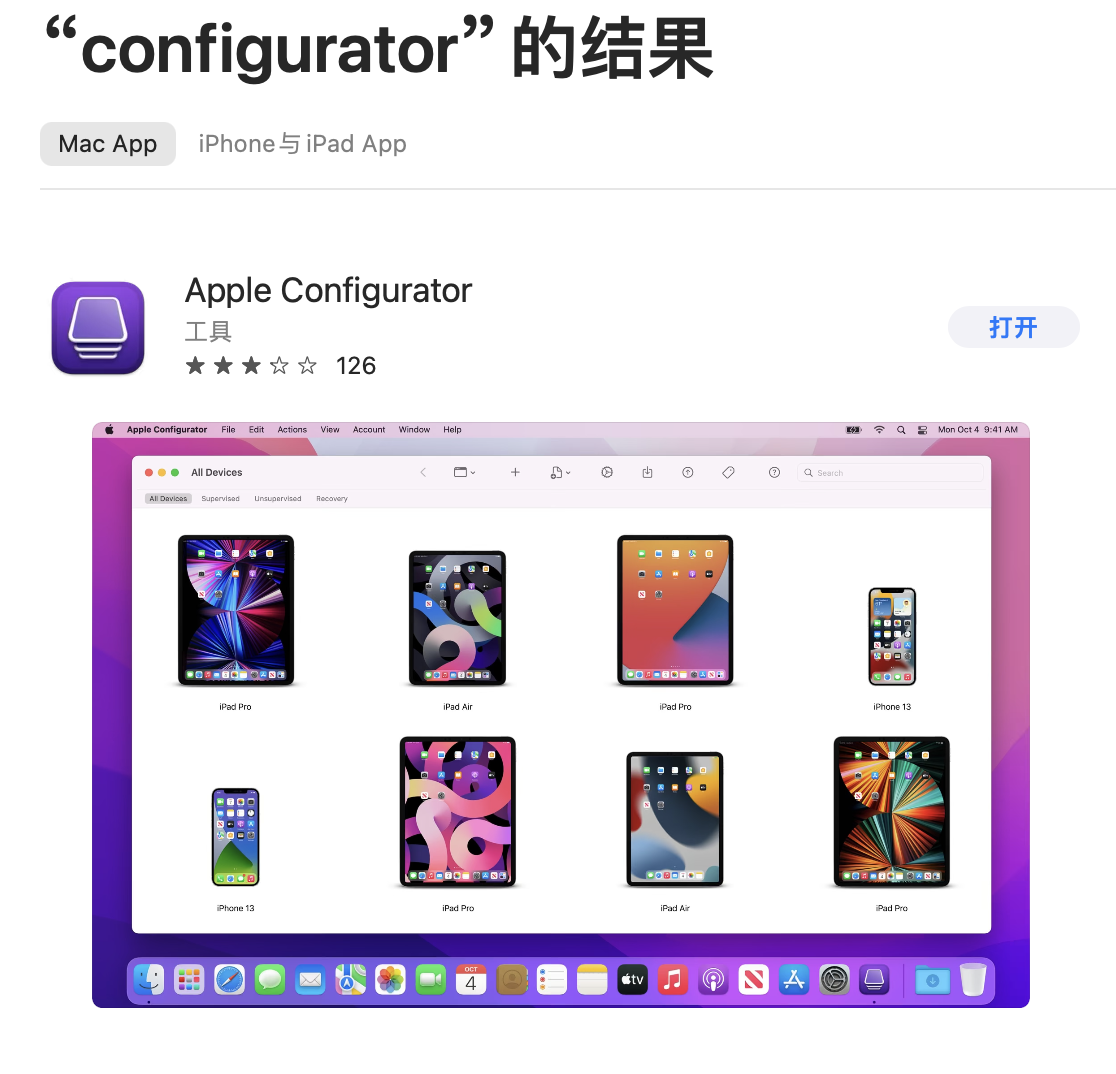 “configurator” 的结果
Mac App iPhone与 iPad App
Apple Configurator
工具
126
打开
Apple Configurator File Edit Actions View Account Window Help Mon Oct 4 9:41 AM
All Devices Search
All Devices Supervised Unsupervised Recovery
iPad Pro iPad Air iPad Pro iPhone 13
iPhone 13 iPad Pro iPad Air iPad Pro
OCT
4
tv